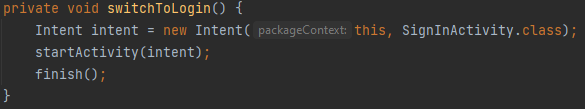 private void switchToLogin() {
    Intent intent = new Intent( packageContext: this, SignInActivity.class);
    startActivity(intent);
    finish();
}